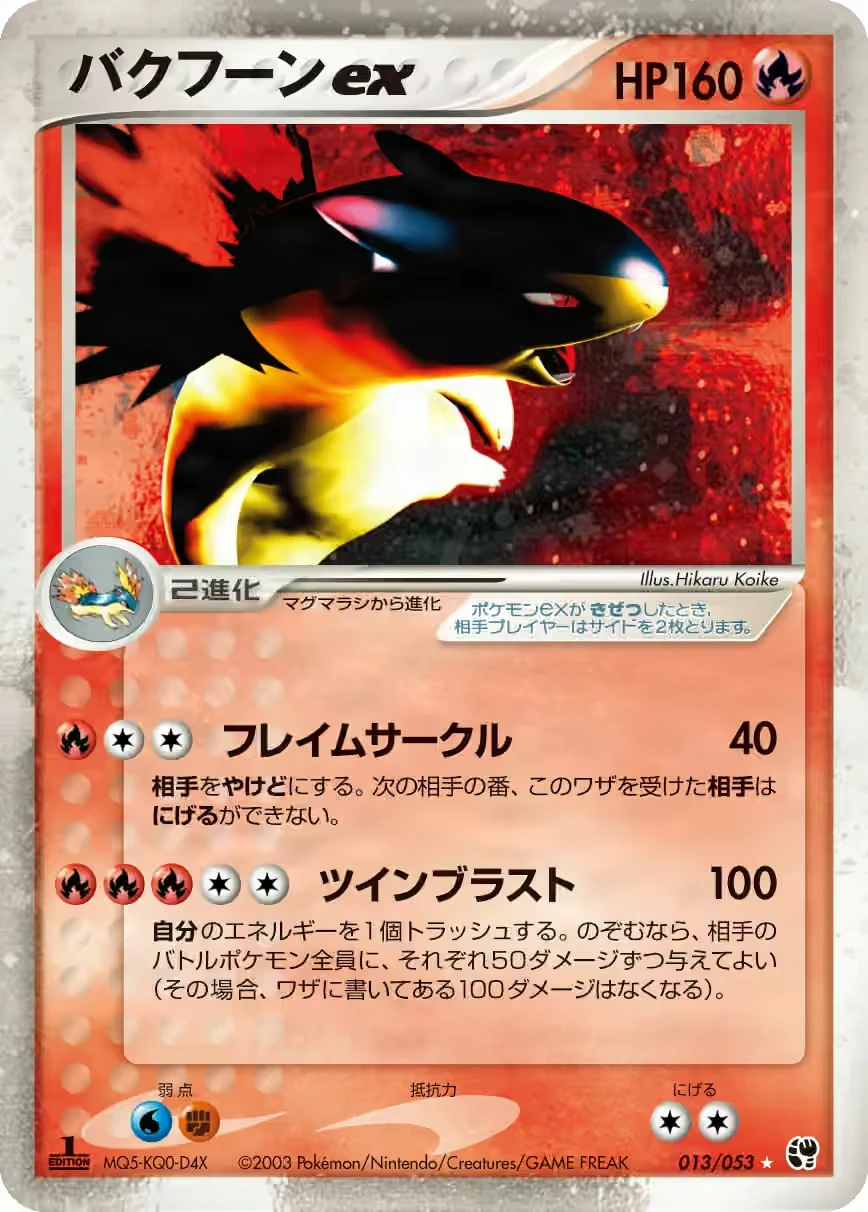 バクフーンex HP160
Illus.Hikaru Koike
2進化
マグマラシから進化
ポケモンexが きぜつしたとき、
相手プレイヤーはサイドを2枚とります。
フレイムサークル 40
相手をやけどにする。次の相手の番、このワザを受けた相手は
にげるができない。
ツインブラスト 100
自分のエネルギーを1個トラッシュする。のぞむなら、相手の
バトルポケモン全員に、それぞれ50ダメージずつ与えてよい
(その場合、ワザに書いてある100ダメージはなくなる)。
弱点 抵抗力 にげる
1 EDITION MQ5-KQ0-D4X ©2003 Pokémon/Nintendo/Creatures/GAME FREAK 013/053 ★